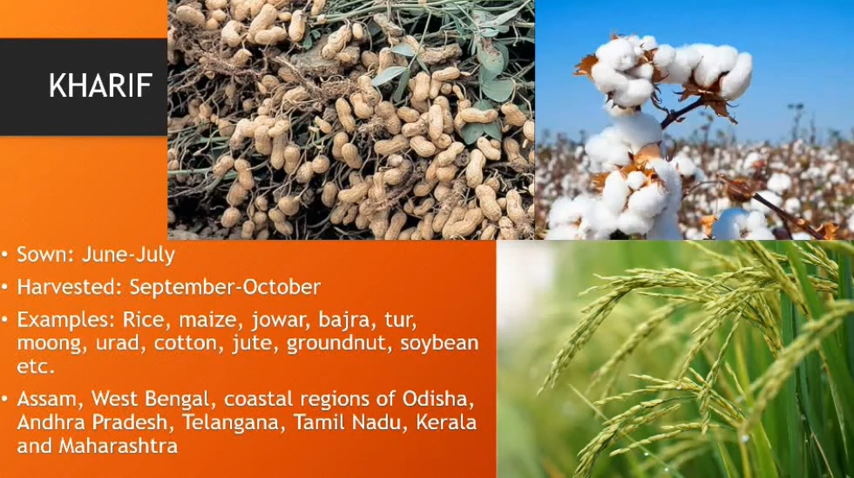 KHARIF
• Sown: June-July
• Harvested: September-October
• Examples: Rice, maize, jowar, bajra, tur,
moong, urad, cotton, jute, groundnut, soybean
etc.
• Assam, West Bengal, coastal regions of Odisha,
Andhra Pradesh, Telangana, Tamil Nadu, Kerala
and Maharashtra